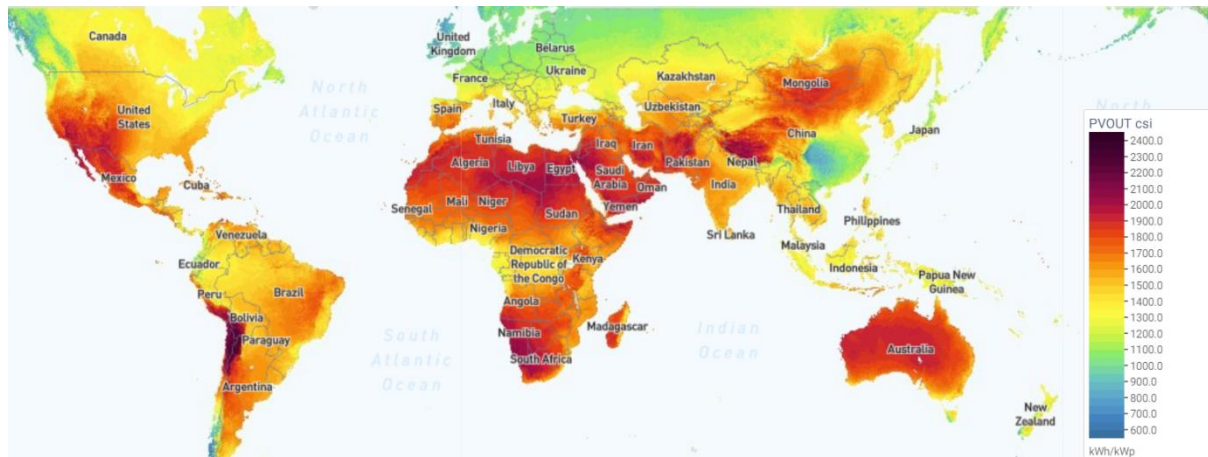 Canada
United
Kingdom
Belarus
Ukraine
France
Kazakhstan
Mongolia
North
Atlantic
Ocean
United
States
Spain
Italy
Uzbekistan
Turkey
North
Japan
China
Tunisia
Iraq
Iran
Algeria
Libya
Egypt
Saudi
Arabia
Pakistan
Nepal
Mexico
Cuba
Oman
India
Mali
Niger
Yemen
Senegal
Sudan
Thailand
Philippines
Nigeria
Sri Lanka
Venezuela
Malaysia
Democratic
Republic of
the Congo
Kenya
Ecuador
Indonesia
Papua New
Guinea
Peru
Brazil
Angola
Bolivia
Madagascar
South
Atlantic
Ocean
Indian
Ocean
Namibia
Paraguay
Australia
South Africa
Argentina
New
Zealand
PVOUT csi
2400.0
2300.0
2200.0
2100.0
2000.0
1900.0
1800.0
1700.0
1600.0
1500.0
1400.0
1300.0
1200.0
1100.0
1000.0
900.0
800.0
700.0
600.0
kWh/kWp